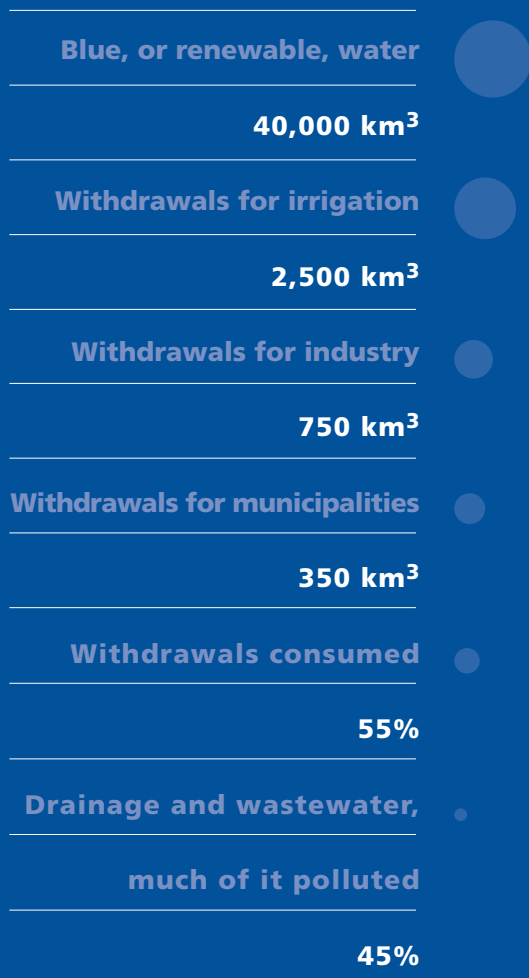 Blue, or renewable, water
40,000 km³
Withdrawals for irrigation
2,500 km³
Withdrawals for industry
750 km³
Withdrawals for municipalities
350 km³
Withdrawals consumed
55%
Drainage and wastewater,
much of it polluted
45%